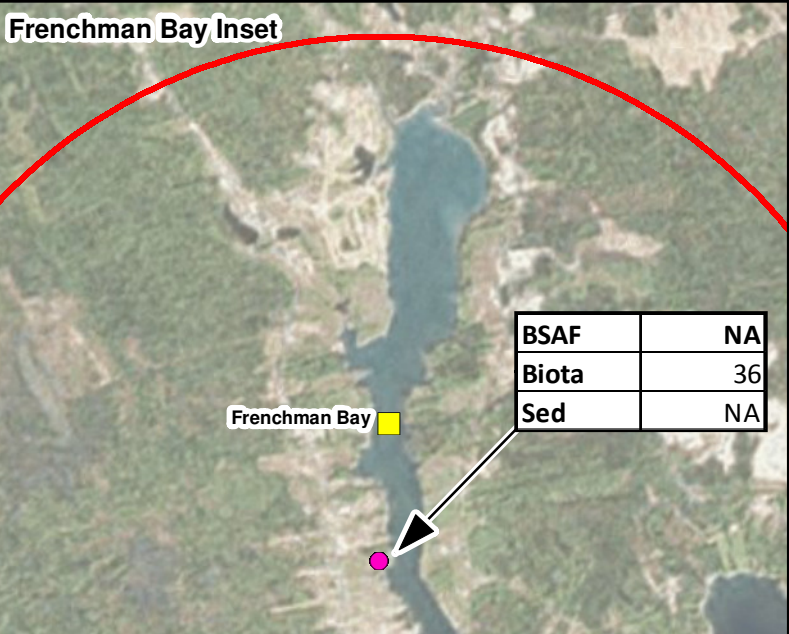 Frenchman Bay Inset
BSAF NA
Biota 36
Sed NA
Frenchman Bay